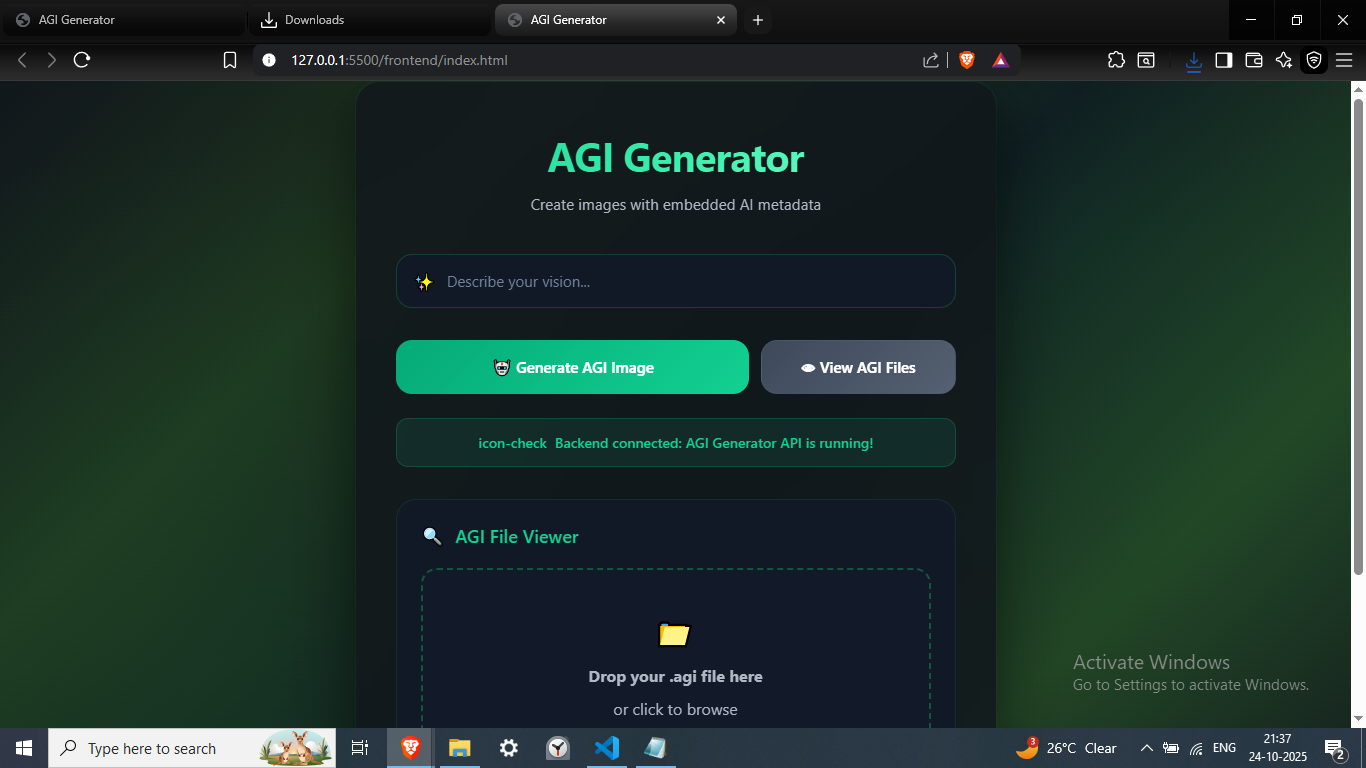 AGI Generator
Downloads
AGI Generator
127.0.0.1:5500/frontend/index.html
AGI Generator
Create images with embedded AI metadata
Describe your vision...
Generate AGI Image
View AGI Files
icon-check Backend connected: AGI Generator API is running!
AGI File Viewer
Drop your .agi file here
or click to browse
Activate Windows
Go to Settings to activate Windows.
Type here to search
3
26°C Clear
ENG
21:37
24-10-2025
2